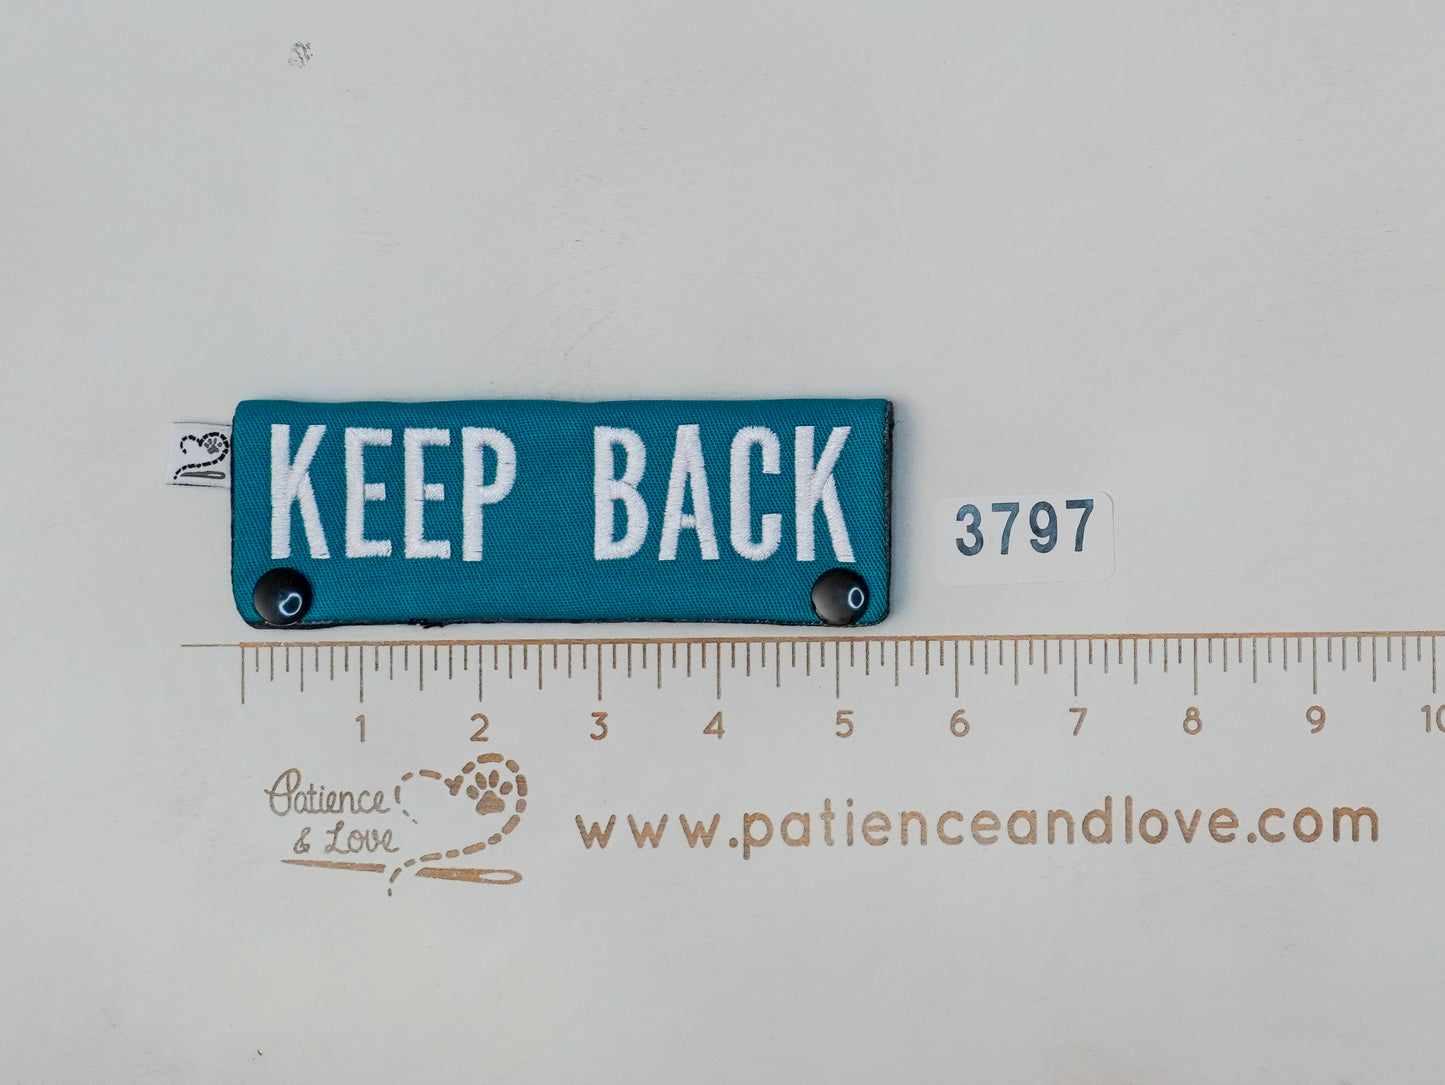 KEEP BACK
3797
1 2 3 4 5 6 7 8 9 10
Patience
& Love
www.patienceandlove.com